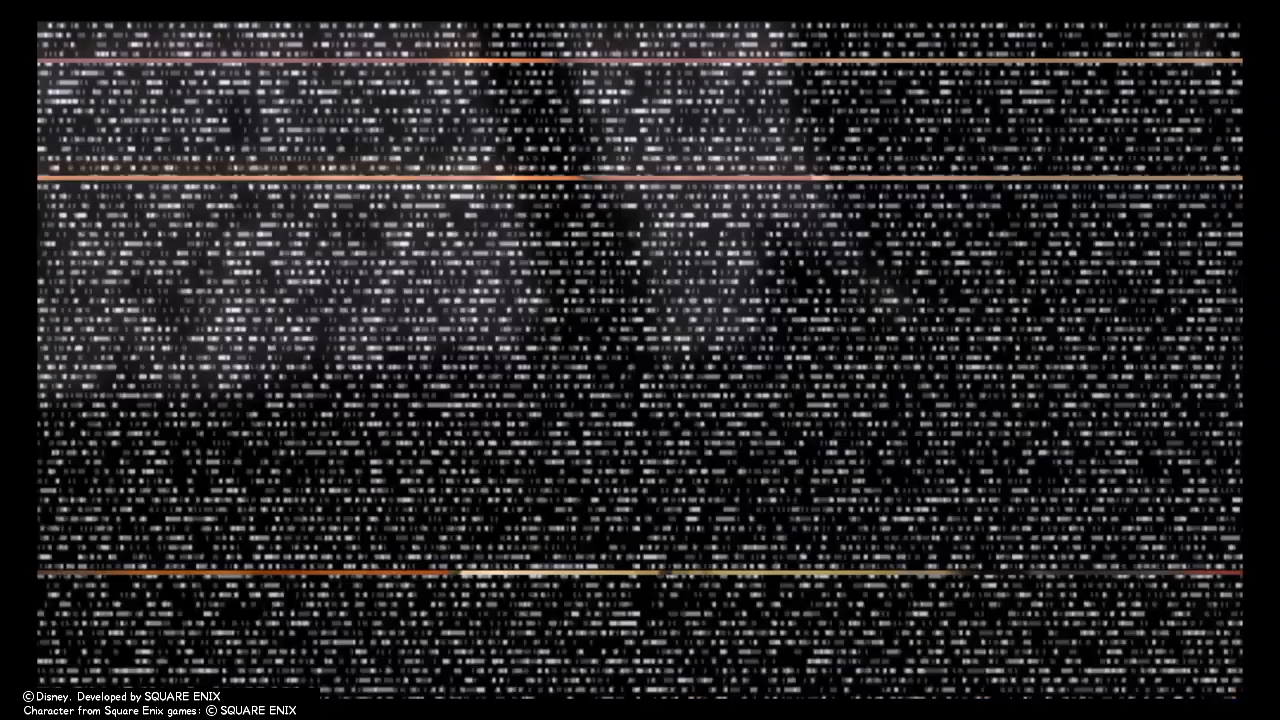 ©Disney. Developed by SQUARE ENIX
Character from Square Enix games: © SQUARE ENIX